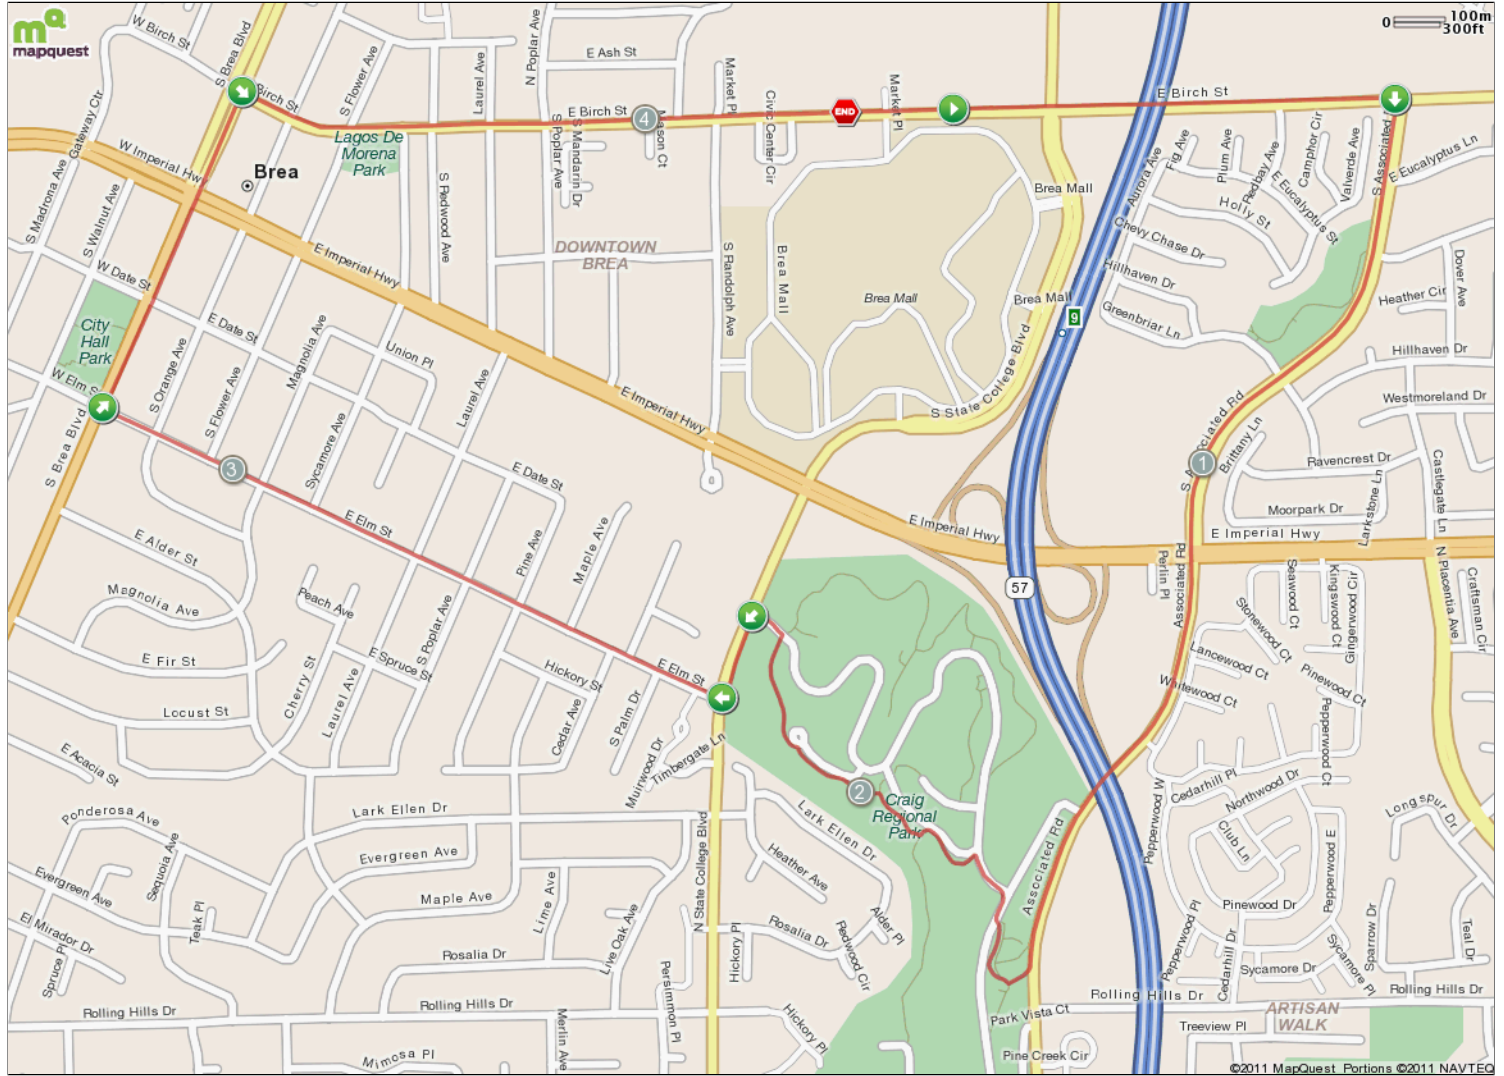 mapquest
W Birch St
S Brea Blvd
Birch St
S Flower Ave
Laurel Ave
N Poplar Ave
E Ash St
Market Pl
Civic Center Cir
Market Pl
0 100m
300ft
E Birch St
4
END
E Birch St
Mason Ct
Gateway Ctr
W Imperial Hwy
Lagos De
Morena
Park
Brea
S Poplar Ave
S Mandarin Dr
S Redwood Ave
S Madrona Ave
S Walnut Ave
Brea Mall
Aurora Ave
Fig Ave
Plum Ave
Redbay Ave
Camphor Cir
Valverde Ave
S Associated
E Eucalyptus Ln
E Eucalyptus St
Holly St
Chevy Chase Dr
Hillhaven Dr
Greenbriar Ln
DOWNTOWN
BREA
E Imperial Hwy
S Randolph Ave
Brea Mall
Brea Mall
Brea Mall
9
Dover Ave
Heather Cir
Hillhaven Dr
Westmoreland Dr
W Date St
E Date St
City
Hall
Park
W Elm St
S Orange Ave
S Flower Ave
Magnolia Ave
Union Pl
Laurel Ave
Sycamore Ave
E Imperial Hwy
S State College Blvd
S Brea Blvd
3
E Date St
E Elm St
S Associated Rd
Brittany Ln
1
Ravencrest Dr
Larkstone Ln
Castlegate Ln
Moorpark Dr
E Imperial Hwy
E Imperial Hwy
E Alder St
Magnolia Ave
Peach Ave
Pine Ave
Maple Ave
57
Perlin Pl
Associated Rd
Seawood Ct
Kingswood Ct
Gingerwood Cir
N Placentia Ave
Craftsman Cir
Stonewood Ct
Lancewood Ct
Whitewood Ct
Pinewood Ct
Pepperwood Ct
E Fir St
E Spruce St
S Poplar Ave
Hickory St
E Elm St
Cherry St
Laurel Ave
Locust St
Cedar Ave
S Palm Dr
Muirwood Dr
Timbergate Ln
E Acacia St
2
Craig
Regional
Park
Cedarhill Pl
Northwood Dr
Club Ln
Pepperwood W
Pepperwood E
Longspur Dr
Ponderosa Ave
Lark Ellen Dr
Lark Ellen Dr
Evergreen Ave
Evergreen Ave
Sequoia Ave
Maple Ave
Lime Ave
Live Oak Ave
N State College Blvd
Heather Ave
Associated Rd
Pinewood Dr
Pepperwood Pl
El Mirador Dr
Spruce Pl
Teak Pl
Rosalia Dr
Rosalia Dr
Redwood Cir
Alder Pl
Hickory Pl
Persimmon Pl
Cedarhill Dr
Sycamore Dr
Sycamore Pl
Sparrow Dr
Teal Dr
Rolling Hills Dr
Rolling Hills Dr
Rolling Hills Dr
Rolling Hills Dr
Park Vista Ct
ARTISAN
WALK
Treeview Pl
Mimosa Pl
Merlin Ave
Hickory Pl
Pine Creek Cir
©2011 MapQuest Portions ©2011 NAVTEQ